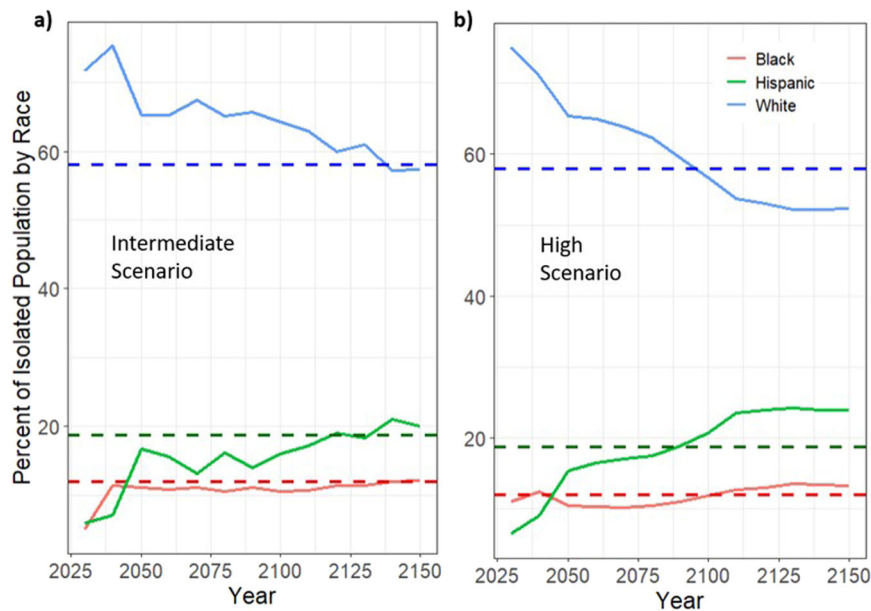 a)
b)
Percent of Isolated Population by Race
60
40
20
Intermediate
Scenario
2025 2050 2075 2100 2125 2150
Year
Black
Hispanic
White
60
40
20
High
Scenario
2025 2050 2075 2100 2125 2150
Year